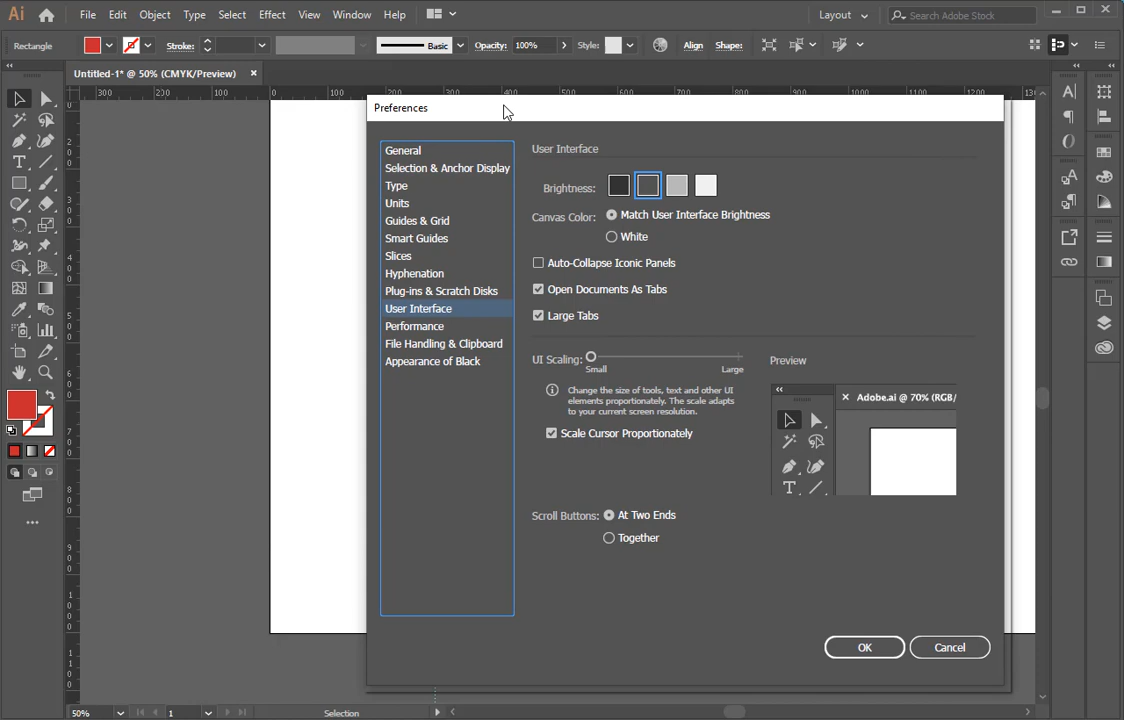 Ai File Edit Object Type Select Effect View Window Help Layout Search Adobe Stock
Rectangle Stroke: Basic Opacity: 100% Style: Align Shape:
Untitled-1* @ 50% (CMYK/Preview) ×
300 200 100 0 100 200 300 400 500 600 700 800 900 1000 1100 1200
Preferences
General
Selection & Anchor Display
Type
Units
Guides & Grid
Smart Guides
Slices
Hyphenation
Plug-ins & Scratch Disks
User Interface
Performance
File Handling & Clipboard
Appearance of Black
User Interface
Brightness:
Canvas Color: Match User Interface Brightness
White
Auto-Collapse Iconic Panels
Open Documents As Tabs
Large Tabs
UI Scaling:
Small Large
Change the size of tools, text and other UI
elements proportionately. The scale adapts
to your current screen resolution.
Scale Cursor Proportionately
Preview
Adobe.ai @ 70% (RGB/
Scroll Buttons: At Two Ends
Together
OK Cancel
50% 1 Selection